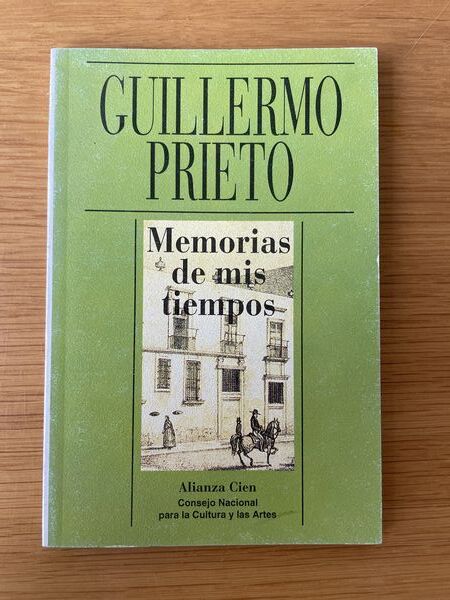 GUILLERMO
PRIETO
Memorias
de mis
tiempos
Alianza Cien
Consejo Nacional
para la Cultura y las Artes